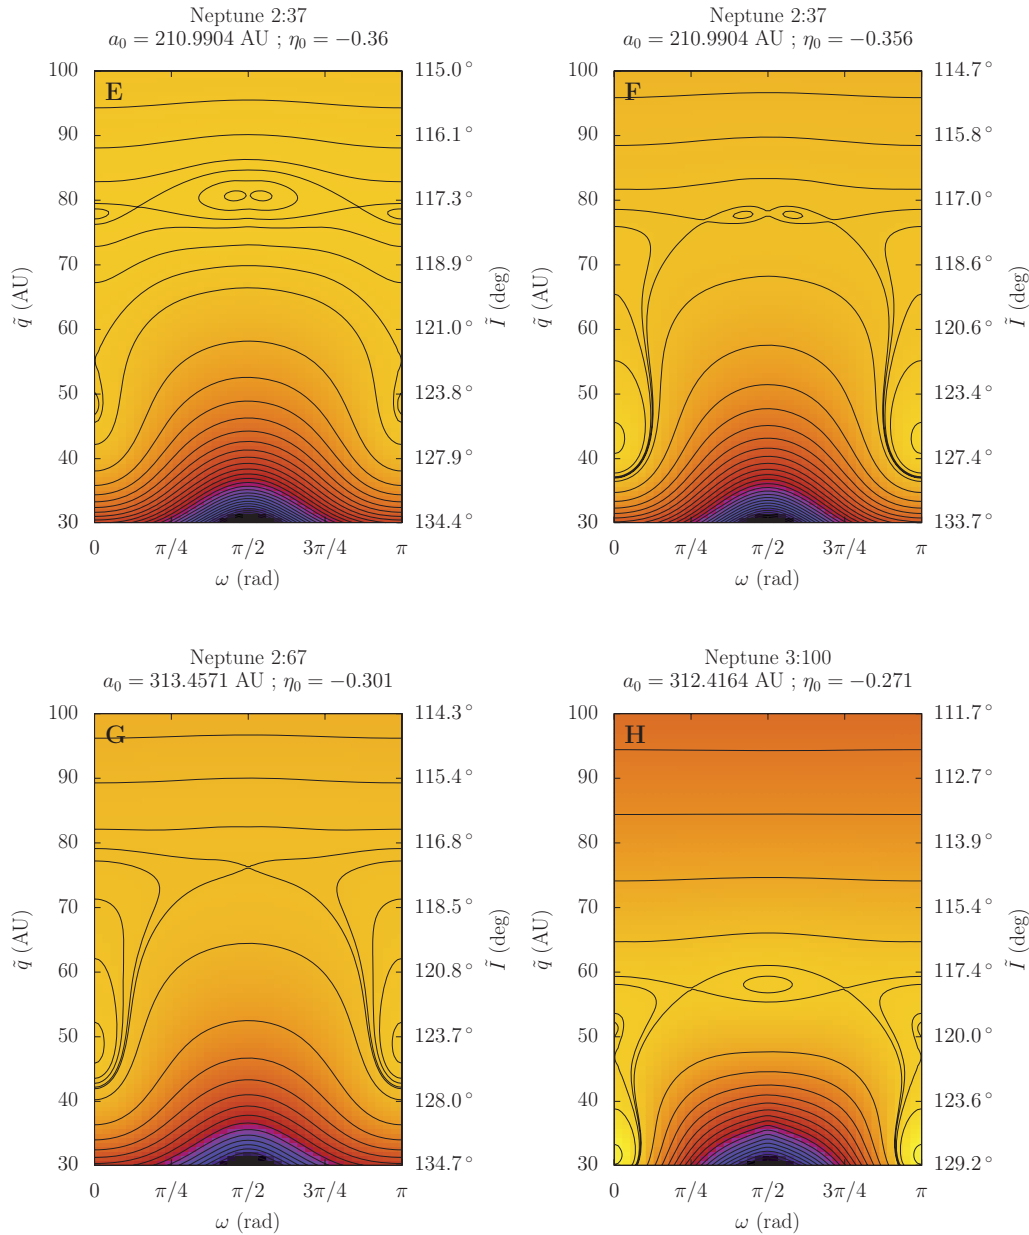 Neptune 2:37
a₀ = 210.9904 AU ; η₀ = −0.36
E
100
90
80
70
60
50
40
30
q̃ (AU)
115.0°
116.1°
117.3°
118.9°
121.0°
123.8°
127.9°
134.4°
Ĩ (deg)
0 π/4 π/2 3π/4 π
ω (rad)
Neptune 2:37
a₀ = 210.9904 AU ; η₀ = −0.356
F
100
90
80
70
60
50
40
30
q̃ (AU)
114.7°
115.8°
117.0°
118.6°
120.6°
123.4°
127.4°
133.7°
Ĩ (deg)
0 π/4 π/2 3π/4 π
ω (rad)
Neptune 2:67
a₀ = 313.4571 AU ; η₀ = −0.301
G
100
90
80
70
60
50
40
30
q̃ (AU)
114.3°
115.4°
116.8°
118.5°
120.8°
123.7°
128.0°
134.7°
Ĩ (deg)
0 π/4 π/2 3π/4 π
ω (rad)
Neptune 3:100
a₀ = 312.4164 AU ; η₀ = −0.271
H
100
90
80
70
60
50
40
30
q̃ (AU)
111.7°
112.7°
113.9°
115.4°
117.4°
120.0°
123.6°
129.2°
Ĩ (deg)
0 π/4 π/2 3π/4 π
ω (rad)